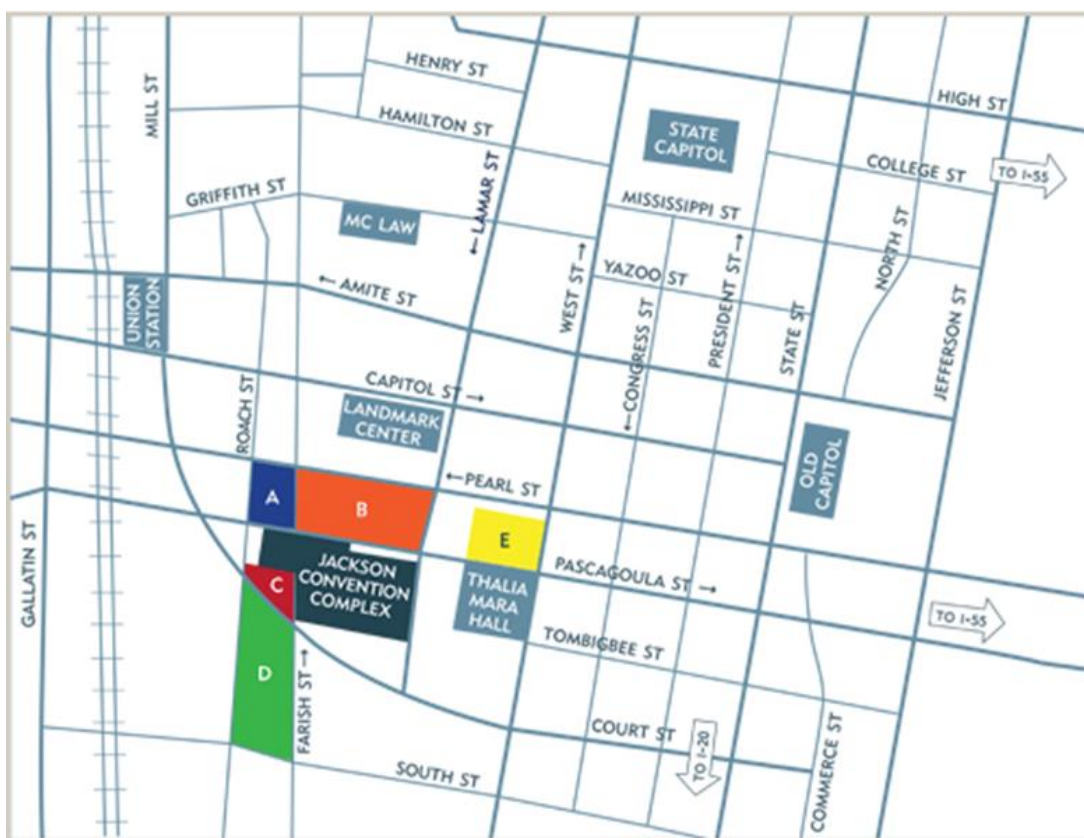 HENRY ST
HIGH ST
MILL ST
HAMILTON ST
STATE
CAPITOL
COLLEGE ST
TO I-55
GRIFFITH ST
MC LAW
←LAMAR ST
MISSISSIPPI ST
NORTH ST
YAZOO ST
WEST ST→
PRESIDENT ST→
UNION
STATION
←AMITE ST
←CONGRESS ST
STATE ST
JEFFERSON ST
CAPITOL ST→
ROACH ST
LANDMARK
CENTER
OLD
CAPITOL
←PEARL ST
A
B
E
GALLATIN ST
JACKSON
CONVENTION
COMPLEX
C
THALIA
MARA
HALL
PASCAGOULA ST→
TO I-55
TOMBIGBEE ST
D
FARISH ST→
COURT ST
TO I-20
COMMERCE ST
SOUTH ST